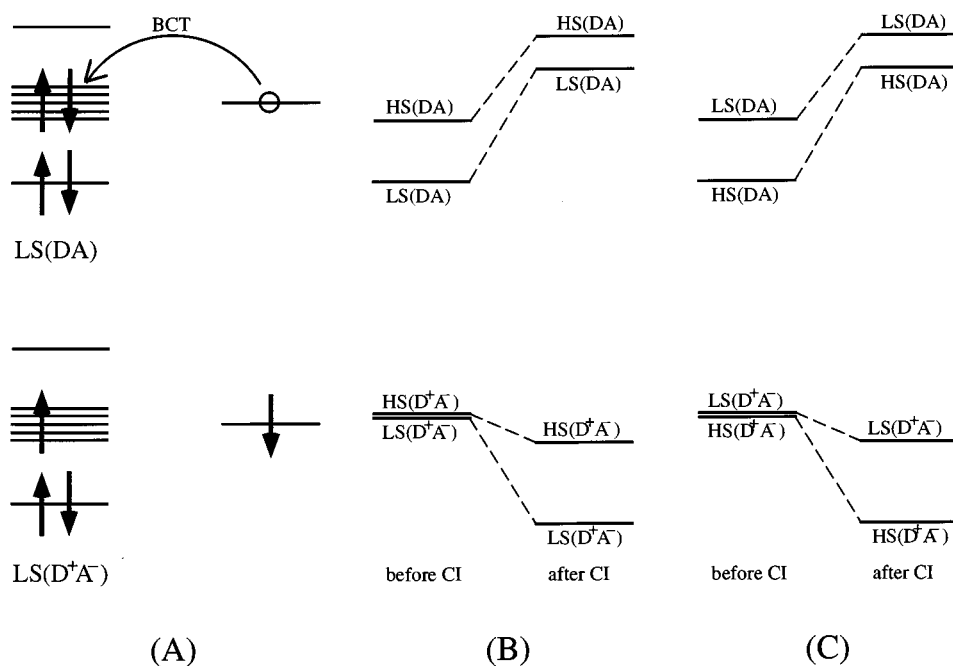 BCT
LS(DA)
LS(D⁺A⁻)
(A)
HS(DA)
HS(DA)
LS(DA)
LS(DA)
HS(D⁺A⁻)
LS(D⁺A⁻)
HS(D⁺A⁻)
LS(D⁺A⁻)
before CI
after CI
(B)
LS(DA)
LS(DA)
HS(DA)
HS(DA)
LS(D⁺A⁻)
HS(D⁺A⁻)
LS(D⁺A⁻)
HS(D⁺A⁻)
before CI
after CI
(C)